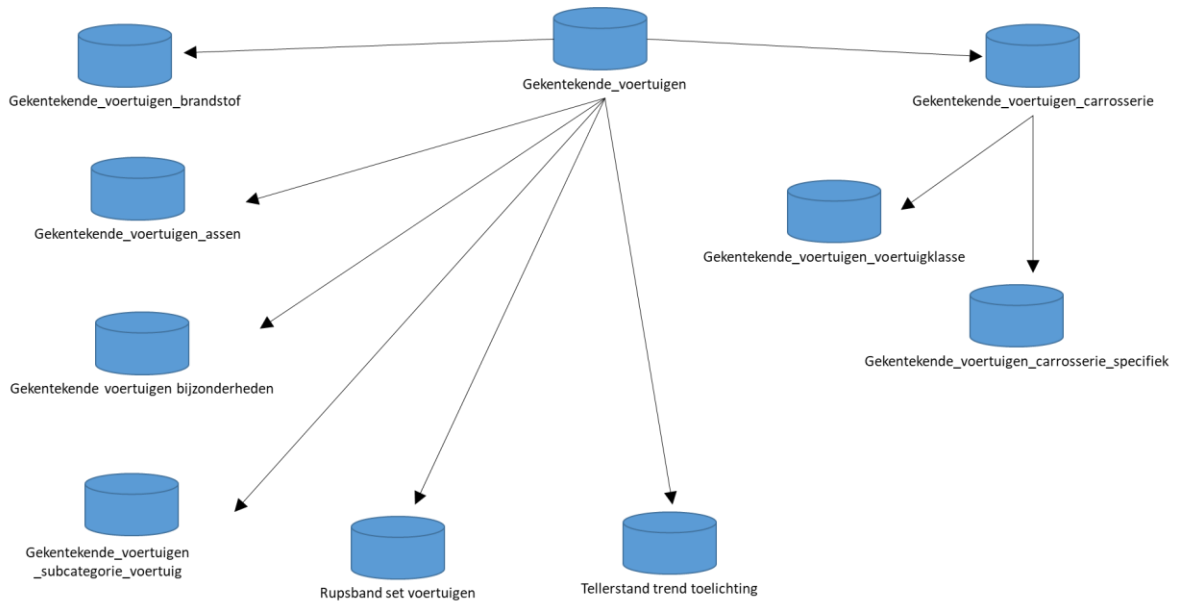 Gekentekende_voertuigen
Gekentekende_voertuigen_brandstof
Gekentekende_voertuigen_carrosserie
Gekentekende_voertuigen_assen
Gekentekende_voertuigen_voertuigklasse
Gekentekende_voertuigen_carrosserie_specifiek
Gekentekende voertuigen bijzonderheden
Gekentekende_voertuigen
_subcategorie_voertuig
Rupsband set voertuigen
Tellerstand trend toelichting